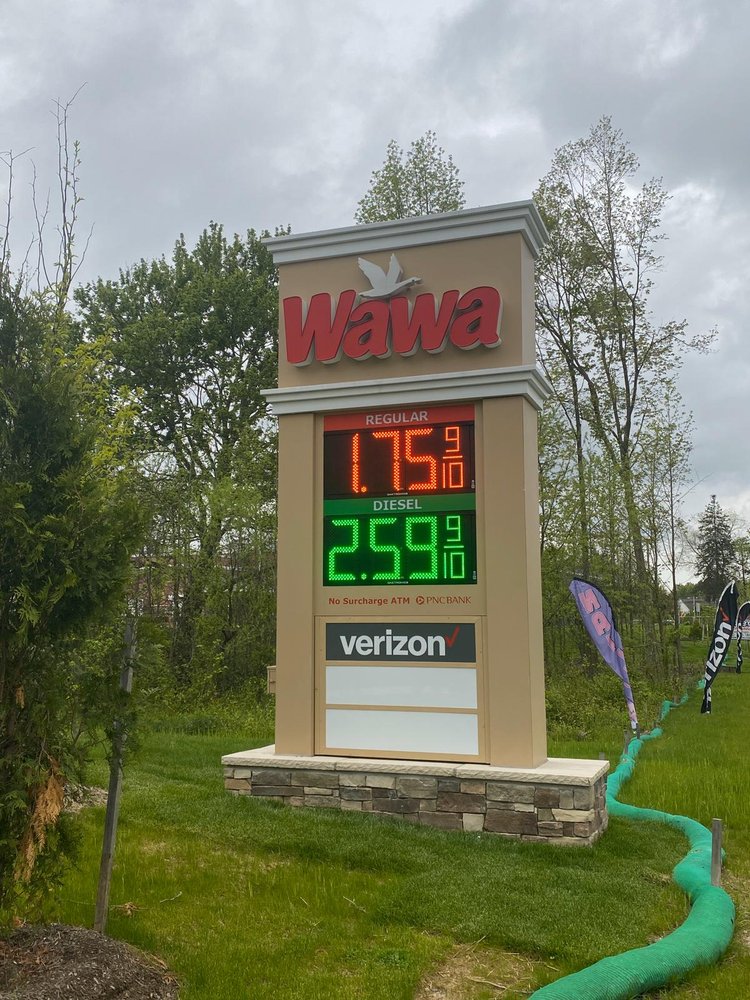 Wawa
REGULAR
1.75 9/10
DIESEL
2.59 9/10
No Surcharge ATM PNCBANK
verizon✓